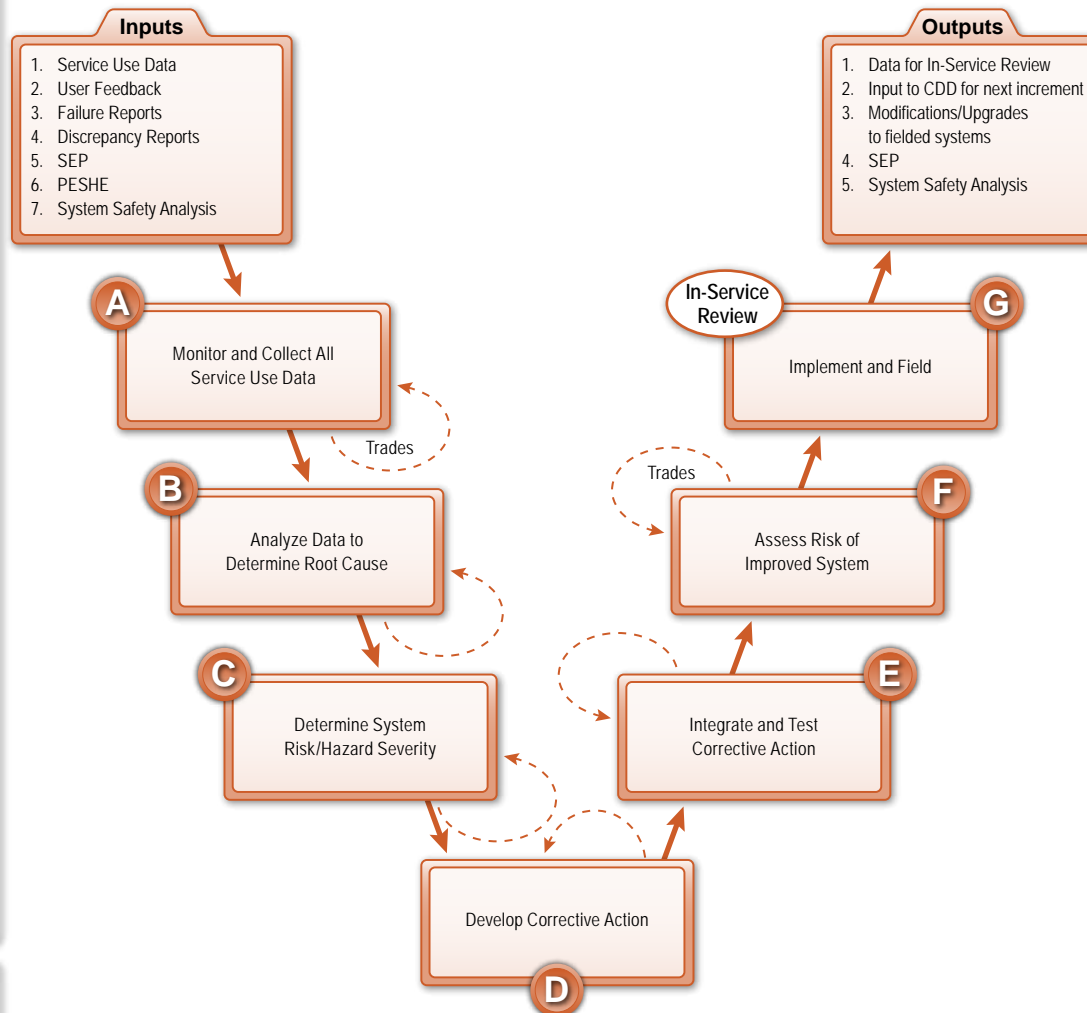 Inputs
1. Service Use Data
2. User Feedback
3. Failure Reports
4. Discrepancy Reports
5. SEP
6. PESHE
7. System Safety Analysis
Outputs
1. Data for In-Service Review
2. Input to CDD for next increment
3. Modifications/Upgrades
to fielded systems
4. SEP
5. System Safety Analysis
A
Monitor and Collect All
Service Use Data
Trades
B
Analyze Data to
Determine Root Cause
C
Determine System
Risk/Hazard Severity
D
Develop Corrective Action
E
Integrate and Test
Corrective Action
F
Assess Risk of
Improved System
Trades
G
In-Service
Review
Implement and Field